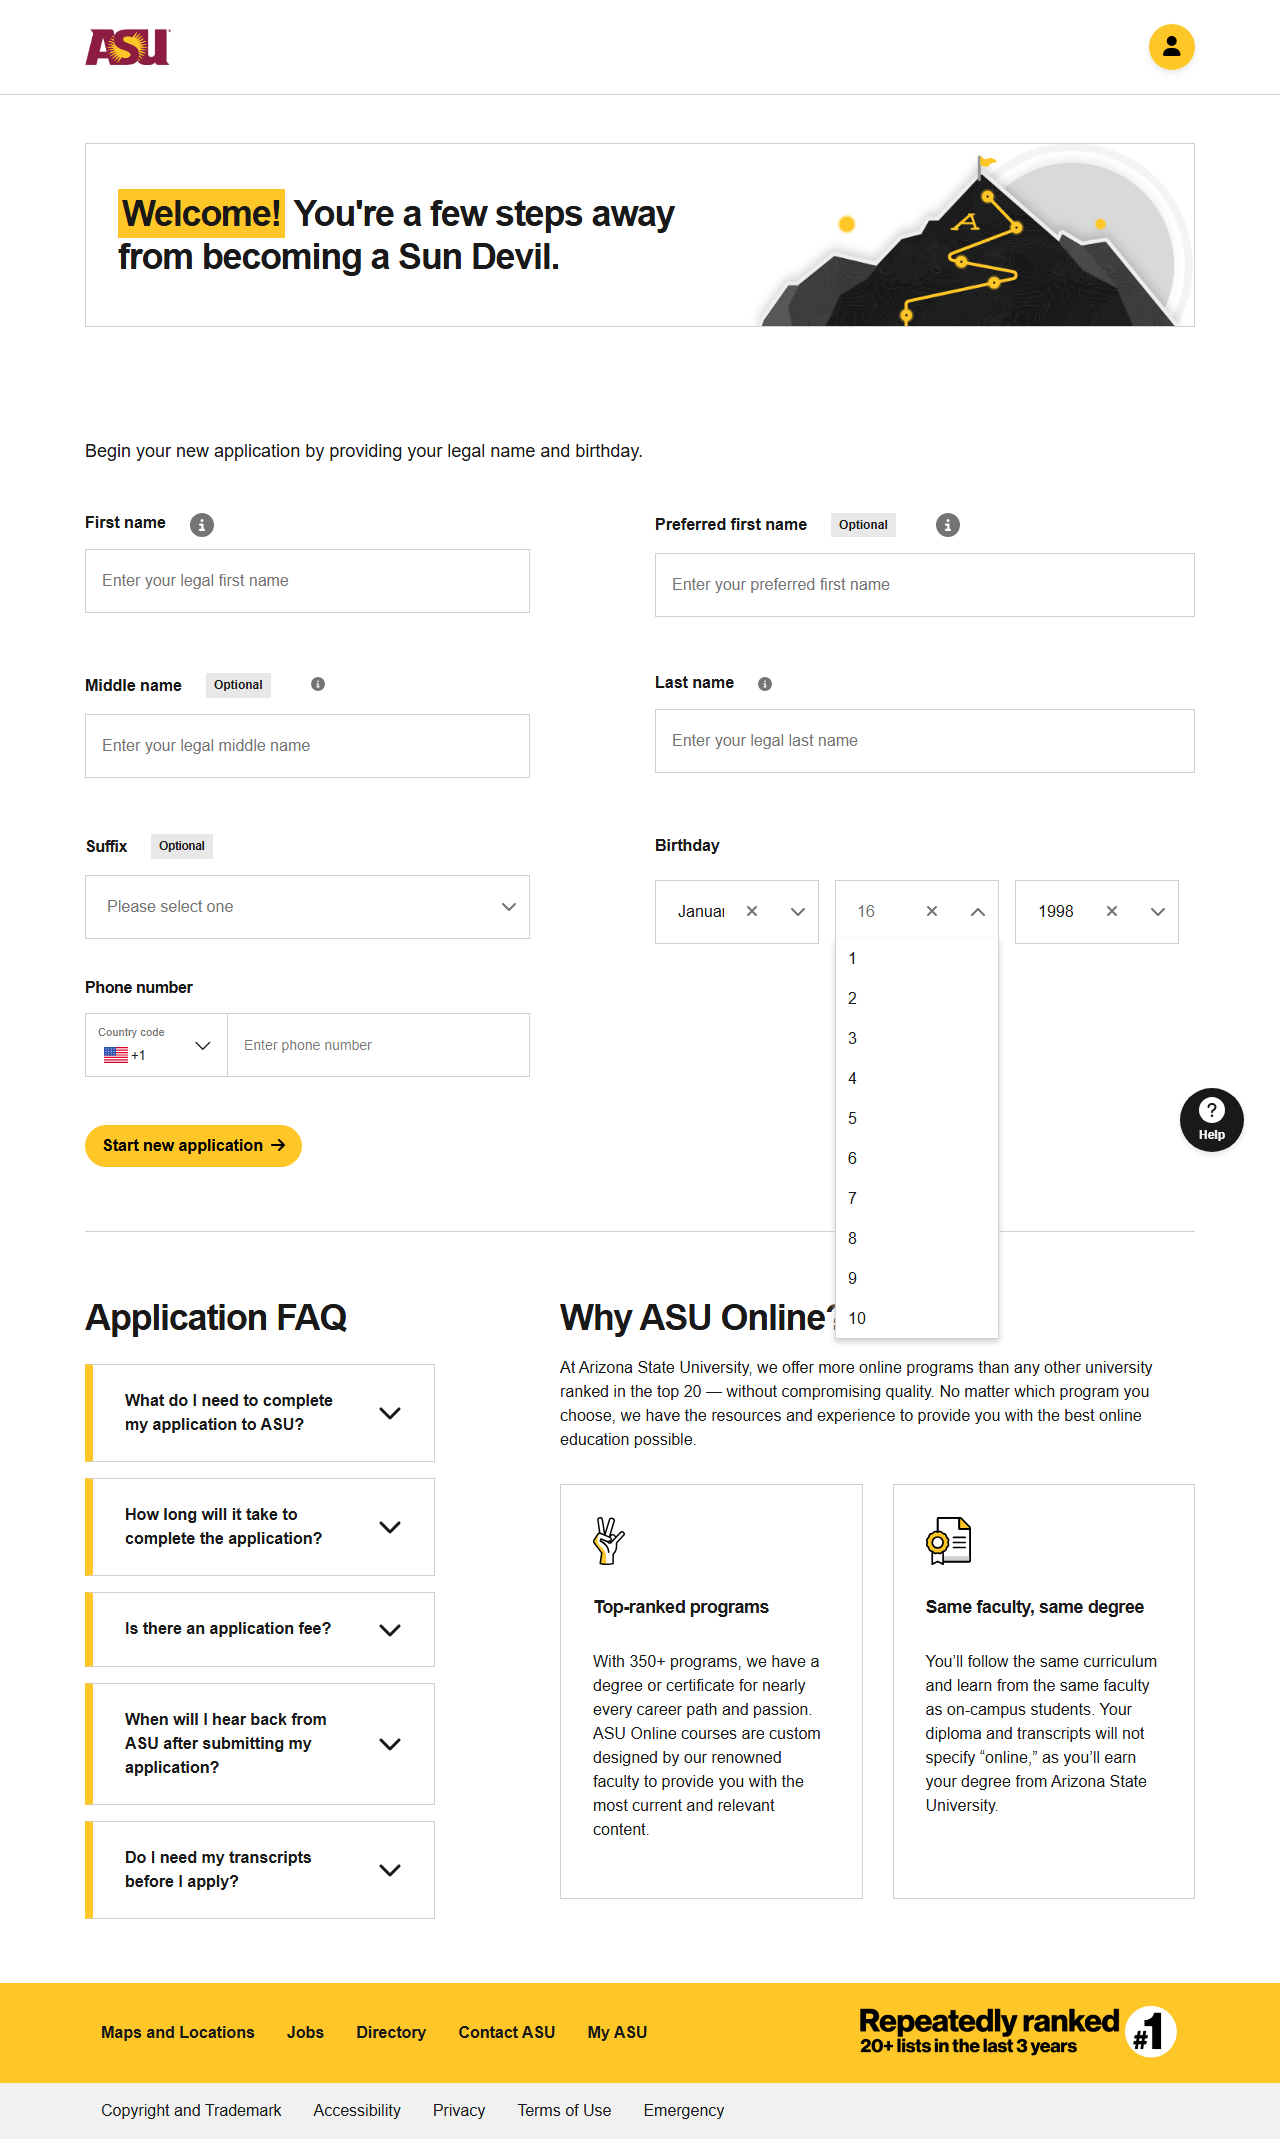 ASU
Welcome! You're a few steps away
from becoming a Sun Devil.
A
Begin your new application by providing your legal name and birthday.
First name
Enter your legal first name
Preferred first name Optional
Enter your preferred first name
Middle name Optional
Enter your legal middle name
Last name
Enter your legal last name
Suffix Optional
Please select one
Birthday
Januar 16 1998
1
2
3
4
5
6
7
8
9
10
Phone number
Country code
+1
Enter phone number
Start new application
Help
Application FAQ
What do I need to complete
my application to ASU?
How long will it take to
complete the application?
Is there an application fee?
When will I hear back from
ASU after submitting my
application?
Do I need my transcripts
before I apply?
Why ASU Online?
At Arizona State University, we offer more online programs than any other university
ranked in the top 20 — without compromising quality. No matter which program you
choose, we have the resources and experience to provide you with the best online
education possible.
Top-ranked programs
With 350+ programs, we have a
degree or certificate for nearly
every career path and passion.
ASU Online courses are custom
designed by our renowned
faculty to provide you with the
most current and relevant
content.
Same faculty, same degree
You’ll follow the same curriculum
and learn from the same faculty
as on-campus students. Your
diploma and transcripts will not
specify “online,” as you’ll earn
your degree from Arizona State
University.
Maps and Locations Jobs Directory Contact ASU My ASU
Repeatedly ranked
20+ lists in the last 3 years
#1
Copyright and Trademark Accessibility Privacy Terms of Use Emergency